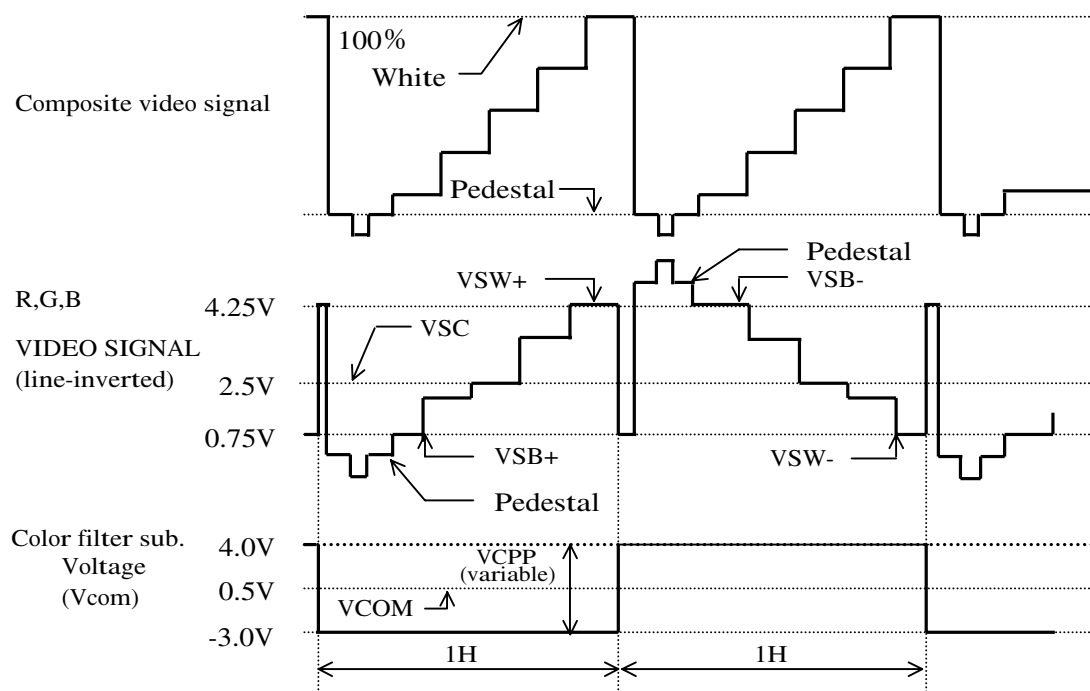 100%
White
Composite video signal
Pedestal
Pedestal
VSW+
VSB-
R,G,B
4.25V
VSC
VIDEO SIGNAL
(line-inverted)
2.5V
0.75V
VSB+
VSW-
Pedestal
Color filter sub.
4.0V
Voltage
VCPP
(variable)
(Vcom)
0.5V
VCOM
-3.0V
1H
1H